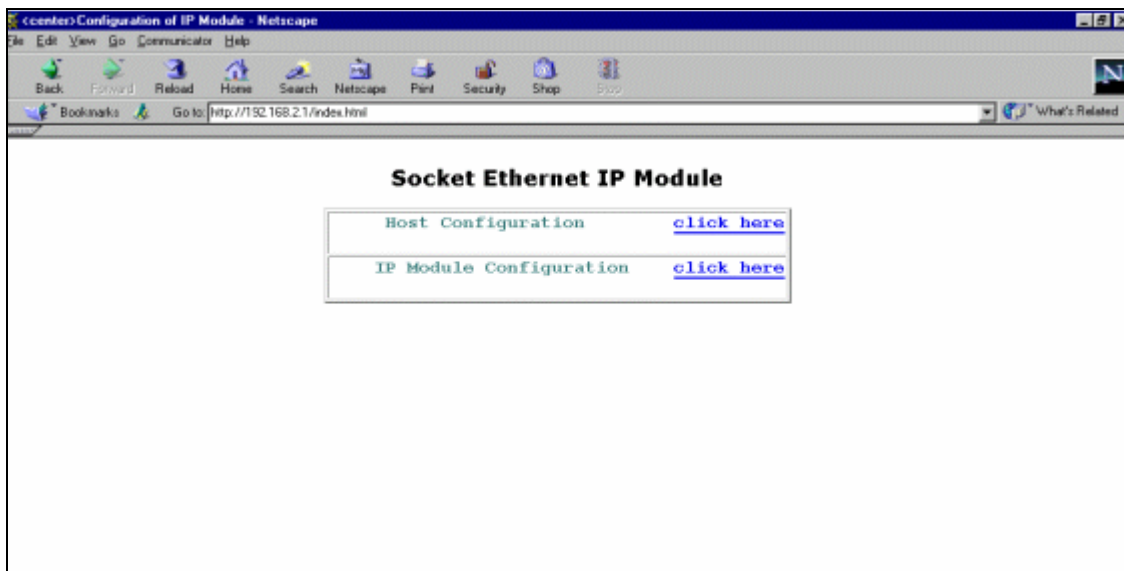 <center>Configuration of IP Module - Netscape
File Edit View Go Communicator Help
Back Forward Reload Home Search Netscape Print Security Shop Stop
Bookmarks Go to: http://192.168.2.1/index.html What's Related
N
Socket Ethernet IP Module
Host Configuration click here
IP Module Configuration click here